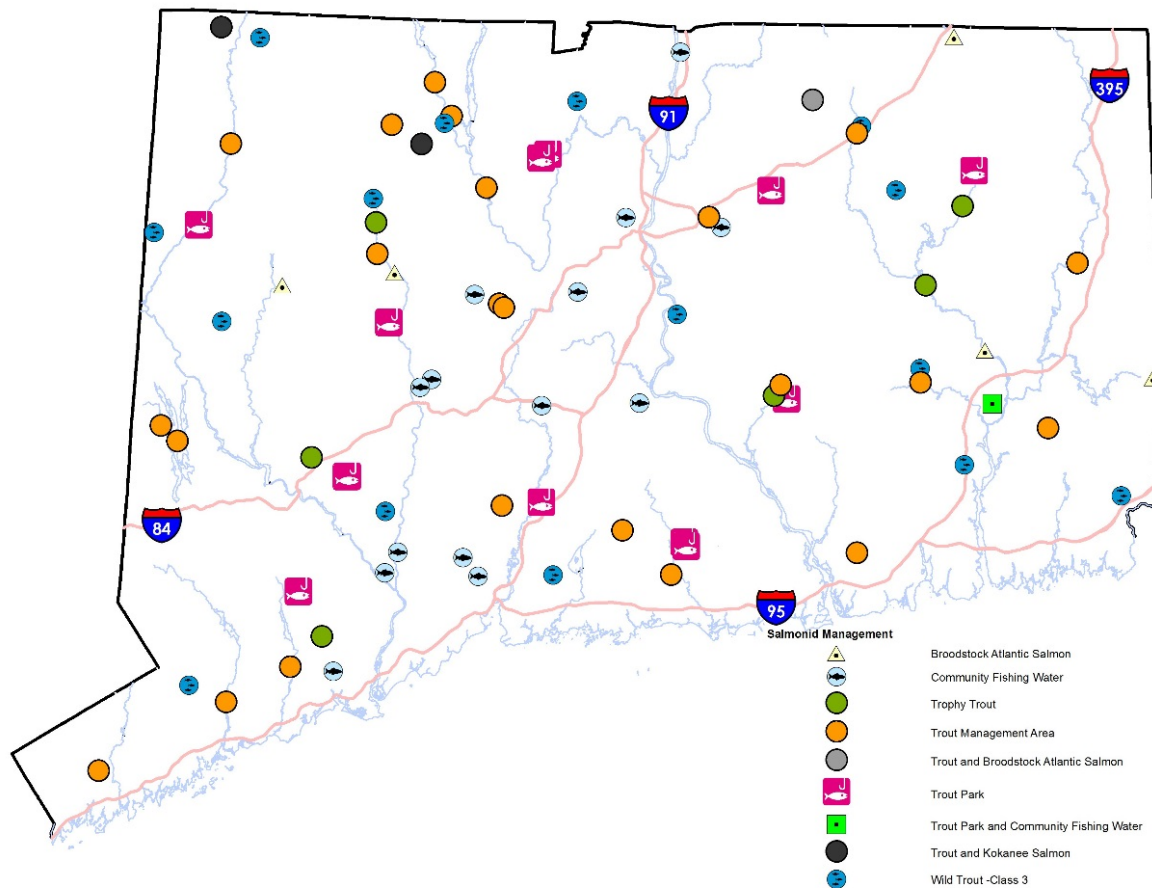 91
395
84
95
Salmonid Management
Broodstock Atlantic Salmon
Community Fishing Water
Trophy Trout
Trout Management Area
Trout and Broodstock Atlantic Salmon
Trout Park
Trout Park and Community Fishing Water
Trout and Kokanee Salmon
Wild Trout -Class 3